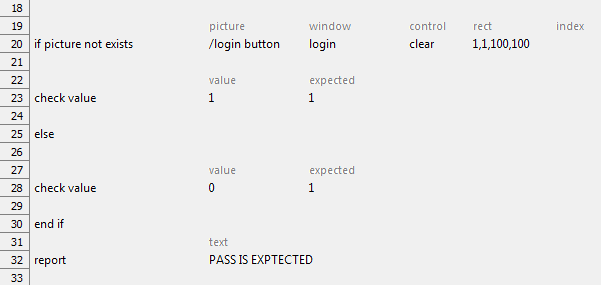 18
19 picture window control rect index
20 if picture not exists /login button login clear 1,1,100,100
21
22 value expected
23 check value 1 1
24
25 else
26
27 value expected
28 check value 0 1
29
30 end if
31 text
32 report PASS IS EXPTECTED
33